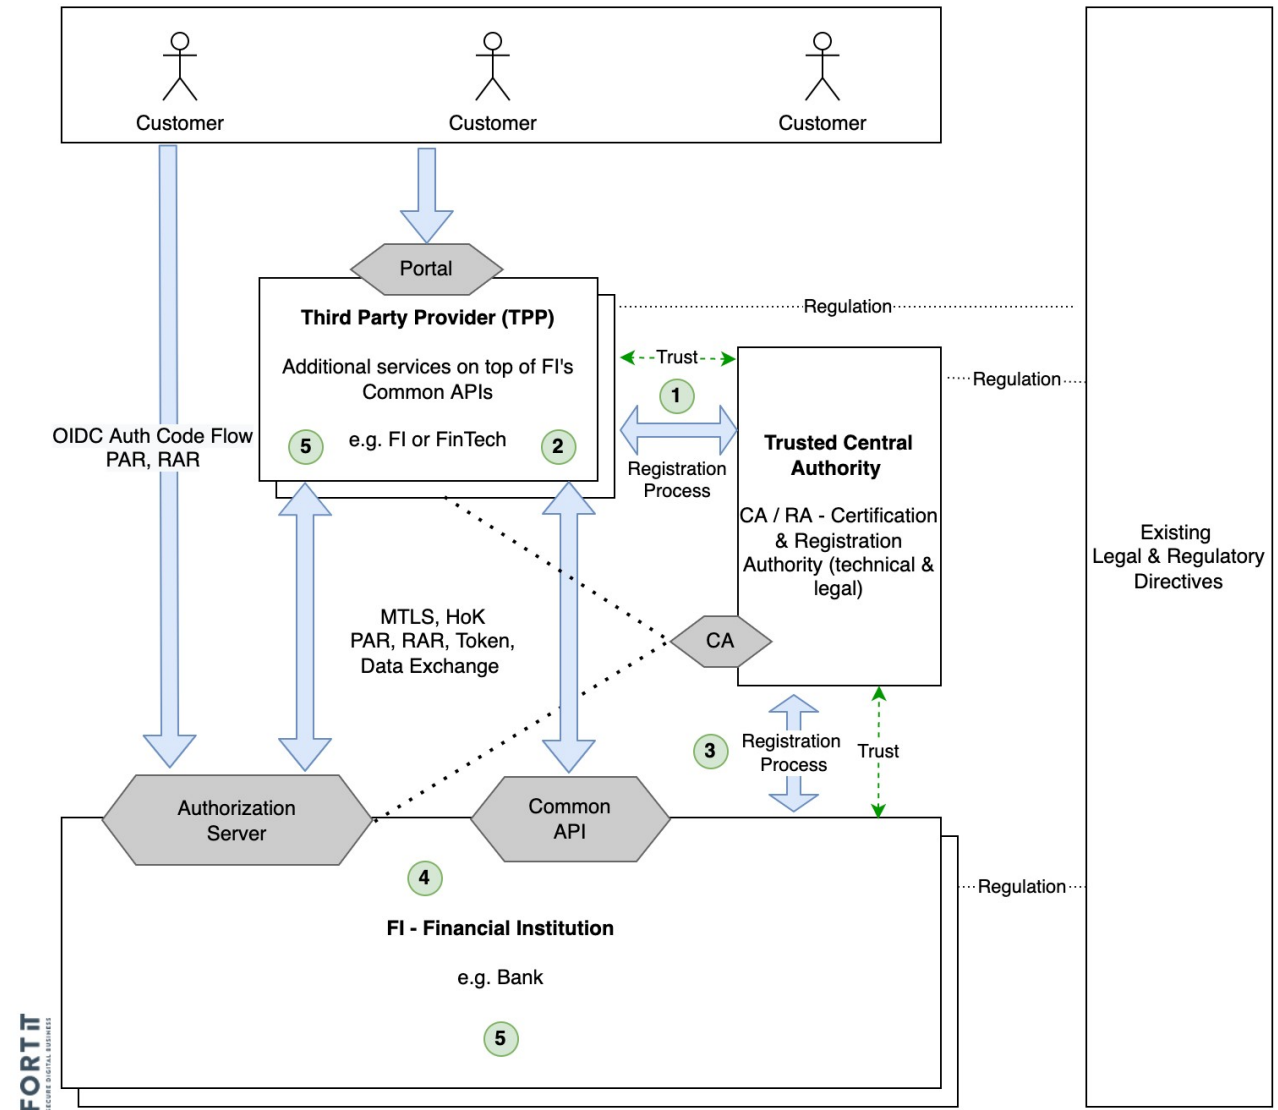 Customer
Customer
Customer
Portal
Third Party Provider (TPP)
Additional services on top of FI's
Common APIs
e.g. FI or FinTech
5
2
Regulation
Trust
1
Registration
Process
Regulation
Trusted Central
Authority
CA / RA - Certification
& Registration
Authority (technical &
legal)
OIDC Auth Code Flow
PAR, RAR
Existing
Legal & Regulatory
Directives
MTLS, HoK
PAR, RAR, Token,
Data Exchange
CA
3
Registration
Process
Trust
Authorization
Server
Common
API
4
Regulation
FI - Financial Institution
e.g. Bank
5
FORT IT
SECURE DIGITAL BUSINESS